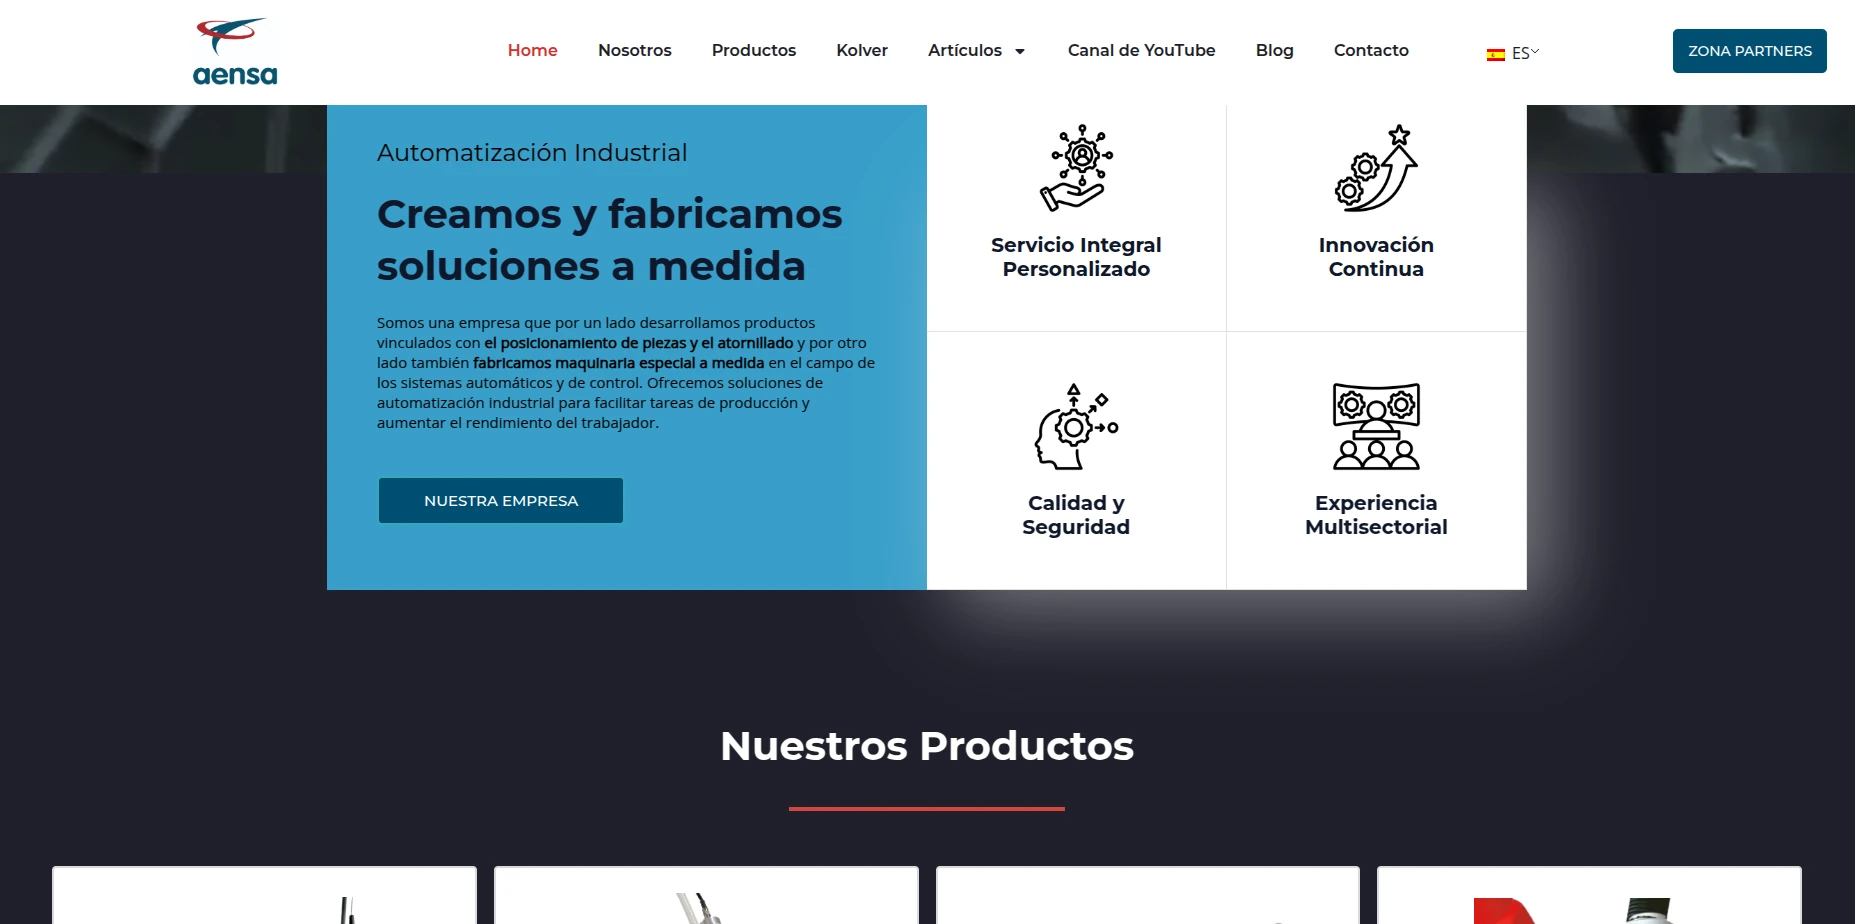 aensa
Home
Nosotros
Productos
Kolver
Artículos
Canal de YouTube
Blog
Contacto
ES
ZONA PARTNERS
Automatización Industrial
Creamos y fabricamos
soluciones a medida
Somos una empresa que por un lado desarrollamos productos
vinculados con el posicionamiento de piezas y el atornillado y por otro
lado también fabricamos maquinaria especial a medida en el campo de
los sistemas automáticos y de control. Ofrecemos soluciones de
automatización industrial para facilitar tareas de producción y
aumentar el rendimiento del trabajador.
NUESTRA EMPRESA
Servicio Integral
Personalizado
Innovación
Continua
Calidad y
Seguridad
Experiencia
Multisectorial
Nuestros Productos